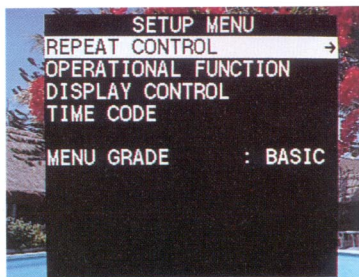 SETUP MENU
REPEAT CONTROL →
OPERATIONAL FUNCTION
DISPLAY CONTROL
TIME CODE
MENU GRADE : BASIC